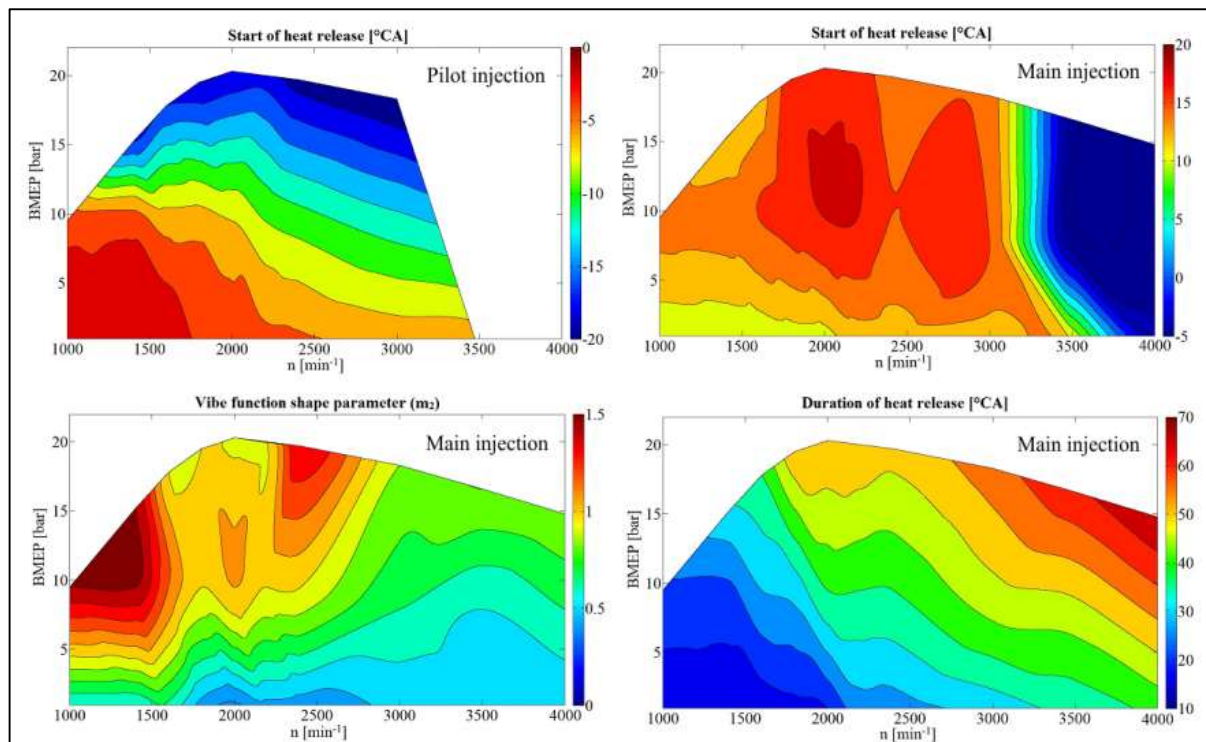 Start of heat release [°CA]
Pilot injection
BMEP [bar]
20
15
10
5
1000 1500 2000 2500 3000 3500 4000
n [min-1]
0
-5
-10
-15
-20
Start of heat release [°CA]
Main injection
BMEP [bar]
20
15
10
5
1000 1500 2000 2500 3000 3500 4000
n [min-1]
20
15
10
5
0
-5
Vibe function shape parameter (m₂)
Main injection
BMEP [bar]
20
15
10
5
1000 1500 2000 2500 3000 3500 4000
n [min-1]
1.5
1
0.5
0
Duration of heat release [°CA]
Main injection
BMEP [bar]
20
15
10
5
1000 1500 2000 2500 3000 3500 4000
n [min-1]
70
60
50
40
30
20
10